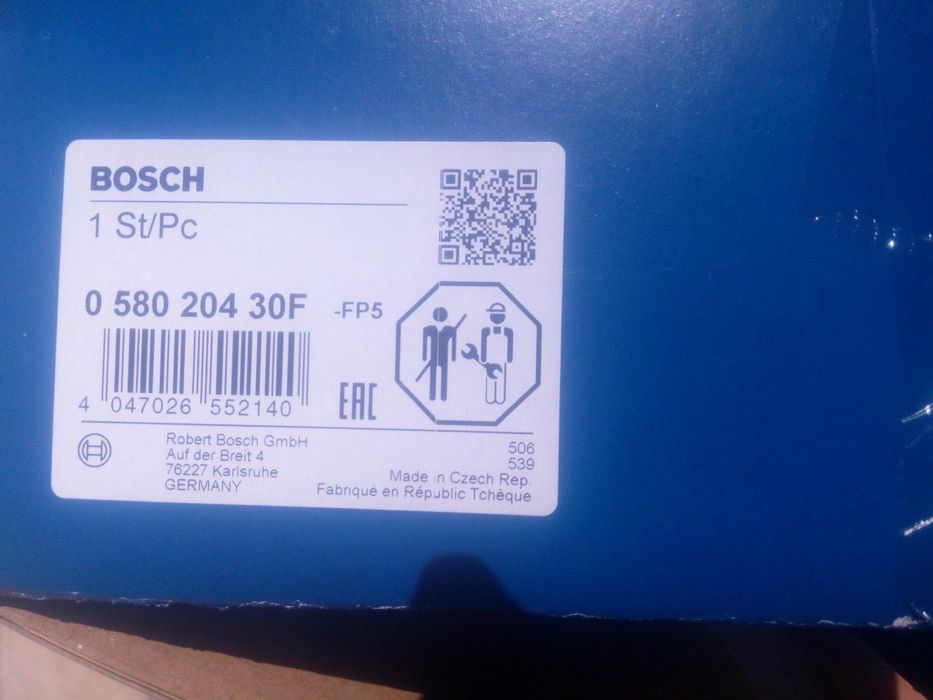 BOSCH
1 St/Pc
0 580 204 30F -FP5
4 047026 552140
EAC
Robert Bosch GmbH
Auf der Breit 4
76227 Karlsruhe
GERMANY
506
539
Made in Czech Rep.
Fabriqué en Républic Tchèque